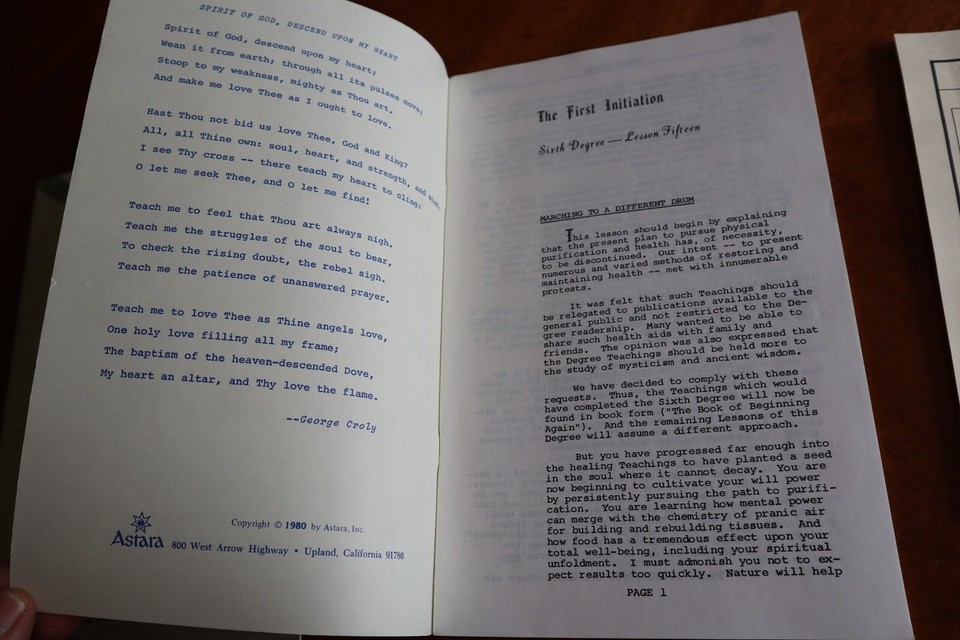 SPIRIT OF GOD, DESCEND UPON MY HEART
Spirit of God, descend upon my heart;
Wean it from earth; through all its pulses move;
Stoop to my weakness, mighty as Thou art,
And make me love Thee as I ought to love.
Hast Thou not bid us love Thee, God and King?
All, all Thine own: soul, heart, and strength, and mind;
I see Thy cross -- there teach my heart to cling:
O let me seek Thee, and O let me find!
Teach me to feel that Thou art always nigh.
Teach me the struggles of the soul to bear,
To check the rising doubt, the rebel sigh.
Teach me the patience of unanswered prayer.
Teach me to love Thee as Thine angels love,
One holy love filling all my frame;
The baptism of the heaven-descended Dove,
My heart an altar, and Thy love the flame.
--George Croly
Copyright © 1980 by Astara, Inc.
Astara 800 West Arrow Highway • Upland, California 91786
The First Initiation
Sixth Degree — Lesson Fifteen
MARCHING TO A DIFFERENT DRUM
This lesson should begin by explaining
that the present plan to pursue physical
purification and health has, of necessity,
to be discontinued. Our intent -- to present
numerous and varied methods of restoring and
maintaining health -- met with innumerable
protests.
It was felt that such Teachings should
be relegated to publications available to the
general public and not restricted to the De-
gree readership. Many wanted to be able to
share such health aids with family and
friends. The opinion was also expressed that
the Degree Teachings should be held more to
the study of mysticism and ancient wisdom.
We have decided to comply with these
requests. Thus, the Teachings which would
have completed the Sixth Degree will now be
found in book form ("The Book of Beginning
Again"). And the remaining Lessons of this
Degree will assume a different approach.
But you have progressed far enough into
the healing Teachings to have planted a seed
in the soul where it cannot decay. You are
now beginning to cultivate your will power
by persistently pursuing the path to purifi-
cation. You are learning how mental power
can merge with the chemistry of pranic air
for building and rebuilding tissues. And
how food has a tremendous effect upon your
total well-being, including your spiritual
unfoldment. I must admonish you not to ex-
pect results too quickly. Nature will help
PAGE 1